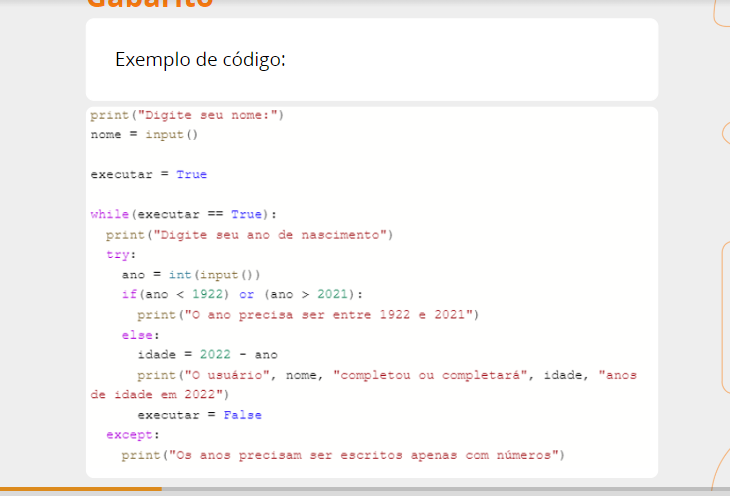 Gabarito
Exemplo de código:
print("Digite seu nome:")
nome = input()
executar = True
while(executar == True):
print("Digite seu ano de nascimento")
try:
ano = int(input())
if(ano < 1922) or (ano > 2021):
print("O ano precisa ser entre 1922 e 2021")
else:
idade = 2022 - ano
print("O usuário", nome, "completou ou completará", idade, "anos
de idade em 2022")
executar = False
except:
print("Os anos precisam ser escritos apenas com números")